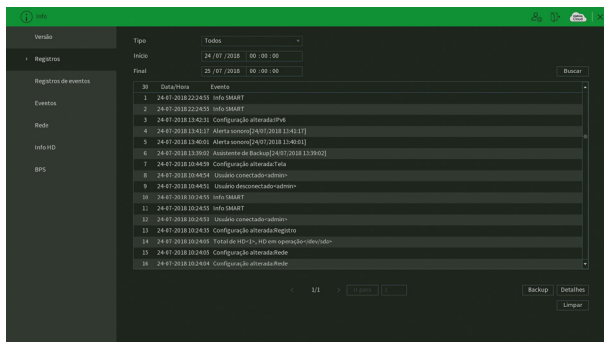 Info
Versão
Registros
Registros de eventos
Eventos
Rede
Info HD
BPS
Tipo Todos
Início 24 /07 /2018 00 :00 :00
Final 25 /07 /2018 00 :00 :00
Buscar
30 Data/Hora Evento
1 24-07-2018 22:24:55 Info SMART
2 24-07-2018 22:24:55 Info SMART
3 24-07-2018 13:42:31 Configuração alterada:IPv6
4 24-07-2018 13:41:17 Alerta sonoro[24/07/2018 13:41:17]
5 24-07-2018 13:40:01 Alerta sonoro[24/07/2018 13:40:01]
6 24-07-2018 13:39:02 Assistente de Backup[24/07/2018 13:39:02]
7 24-07-2018 10:44:59 Configuração alterada:Tela
8 24-07-2018 10:44:54 Usuário conectado<admin>
9 24-07-2018 10:44:51 Usuário desconectado<admin>
10 24-07-2018 10:24:55 Info SMART
11 24-07-2018 10:24:55 Info SMART
12 24-07-2018 10:24:53 Usuário conectado<admin>
13 24-07-2018 10:24:35 Configuração alterada:Registro
14 24-07-2018 10:24:05 Total de HD<1>, HD em operação</dev/sdo>
15 24-07-2018 10:24:05 Configuração alterada:Rede
16 24-07-2018 10:24:04 Configuração alterada:Rede
1/1 Ir para 1
Backup Detalhes
Limpar